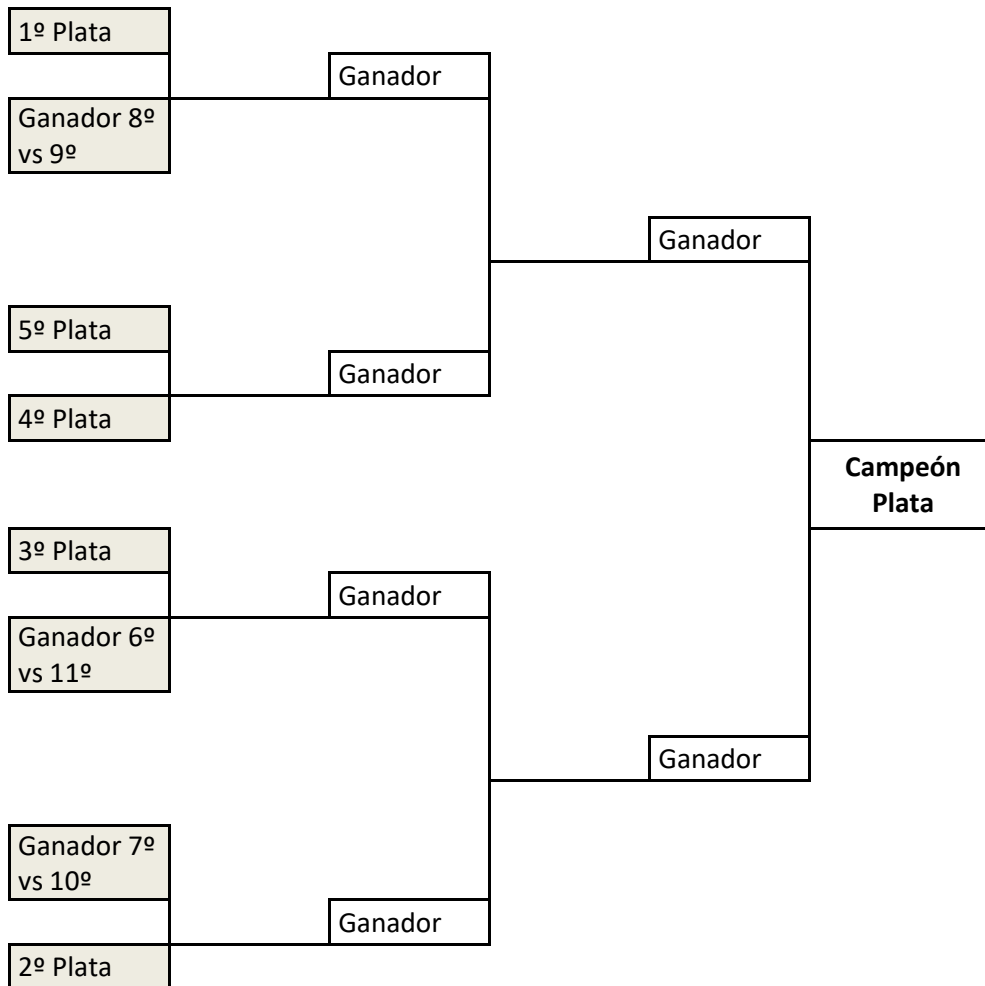 1º Plata
Ganador
Ganador 8º
vs 9º
Ganador
5º Plata
Ganador
4º Plata
Campeón
Plata
3º Plata
Ganador
Ganador 6º
vs 11º
Ganador
Ganador 7º
vs 10º
Ganador
2º Plata